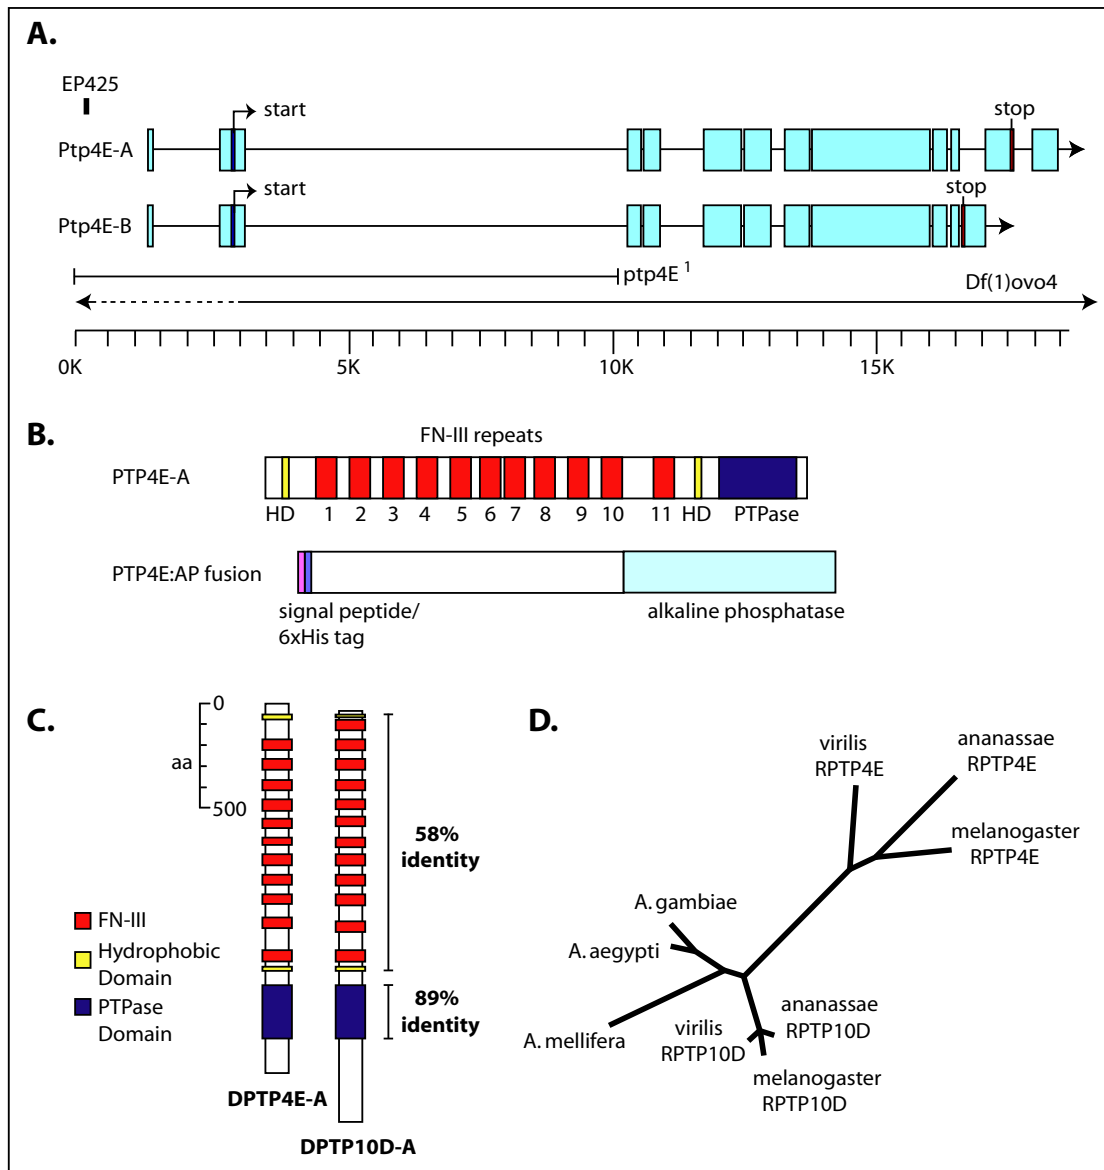 A.
EP425
start
stop
Ptp4E-A
start
stop
Ptp4E-B
ptp4E 1
Df(1)ovo4
0K 5K 10K 15K
B.
FN-III repeats
PTP4E-A
HD 1 2 3 4 5 6 7 8 9 10 11 HD PTPase
PTP4E:AP fusion
signal peptide/
6xHis tag
alkaline phosphatase
C.
0
aa
500
58%
identity
FN-III
Hydrophobic
Domain
PTPase
Domain
89%
identity
DPTP4E-A
DPTP10D-A
D.
virilis
RPTP4E
ananassae
RPTP4E
melanogaster
RPTP4E
A. gambiae
A. aegypti
A. mellifera
virilis
RPTP10D
ananassae
RPTP10D
melanogaster
RPTP10D